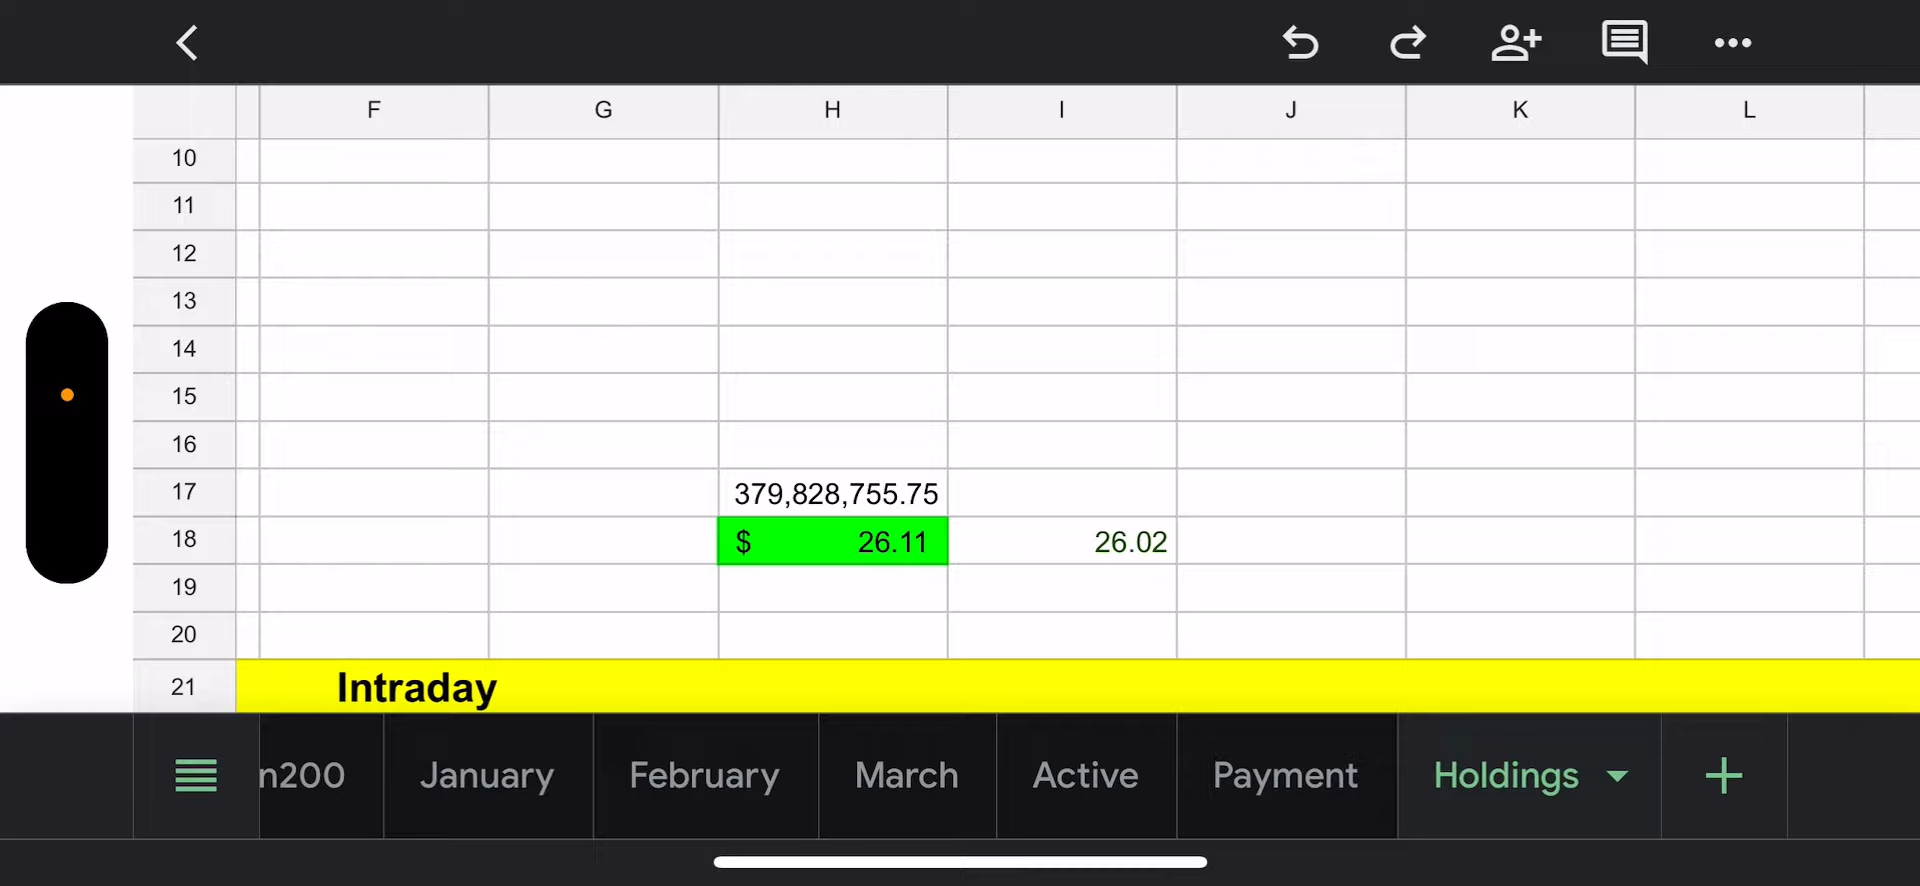 F G H I J K L
10
11
12
13
14
15
16
17 379,828,755.75
18 $ 26.11 26.02
19
20
21 Intraday
n200 January February March Active Payment Holdings